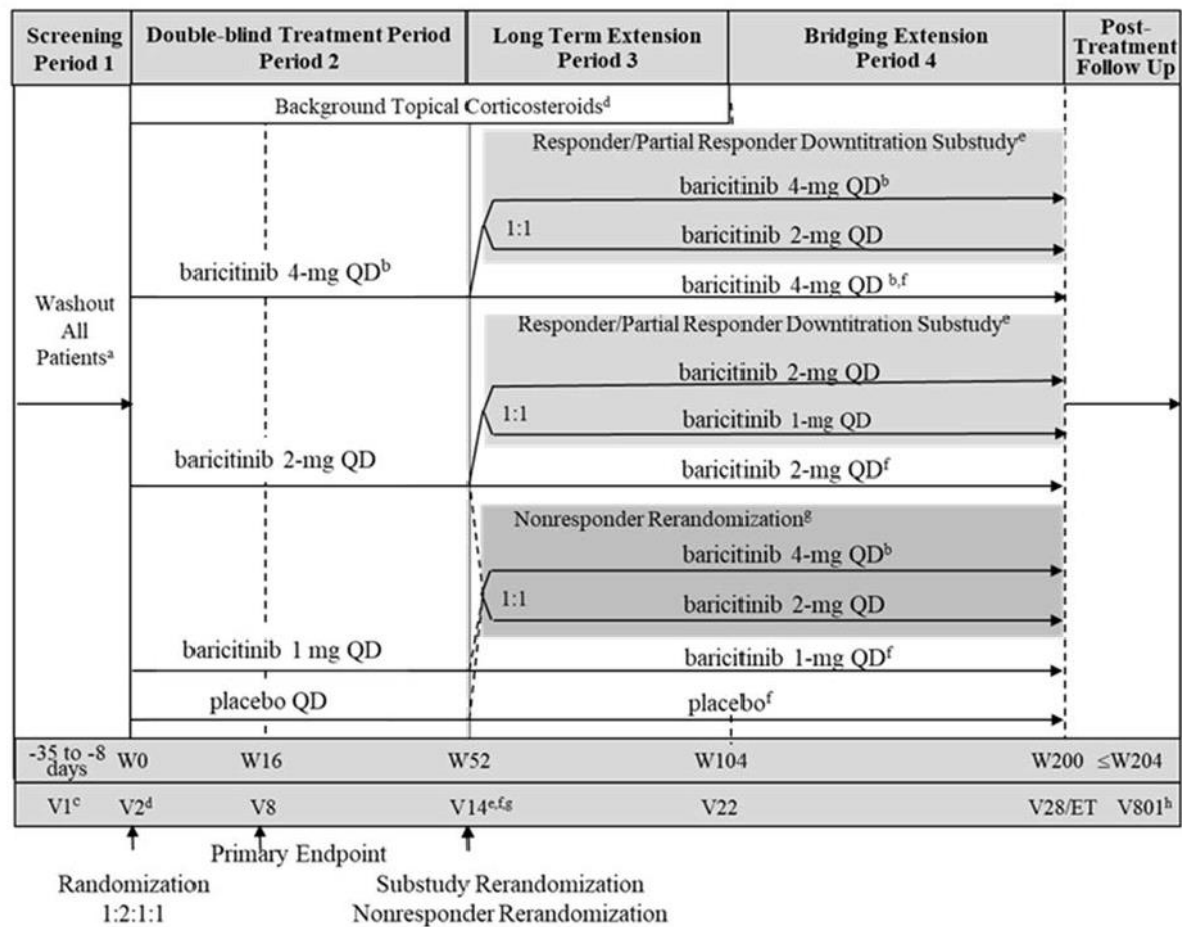 Screening
Period 1
Double-blind Treatment Period
Period 2
Long Term Extension
Period 3
Bridging Extension
Period 4
Post-
Treatment
Follow Up
Background Topical Corticosteroidsᵈ
Responder/Partial Responder Downtitration Substudyᵉ
baricitinib 4-mg QDᵇ
1:1
baricitinib 2-mg QD
baricitinib 4-mg QDᵇ
baricitinib 4-mg QD ᵇ,ᶠ
Washout
All
Patientsᵃ
Responder/Partial Responder Downtitration Substudyᵉ
baricitinib 2-mg QD
1:1
baricitinib 1-mg QD
baricitinib 2-mg QD
baricitinib 2-mg QDᶠ
Nonresponder Rerandomizationᵍ
baricitinib 4-mg QDᵇ
1:1
baricitinib 2-mg QD
baricitinib 1 mg QD
baricitinib 1-mg QDᶠ
placebo QD
placeboᶠ
-35 to -8
days
W0
W16
W52
W104
W200
≤W204
V1ᶜ
V2ᵈ
V8
V14ᵉ,ᶠ,ᵍ
V22
V28/ET
V801ʰ
Primary Endpoint
Randomization
1:2:1:1
Substudy Rerandomization
Nonresponder Rerandomization